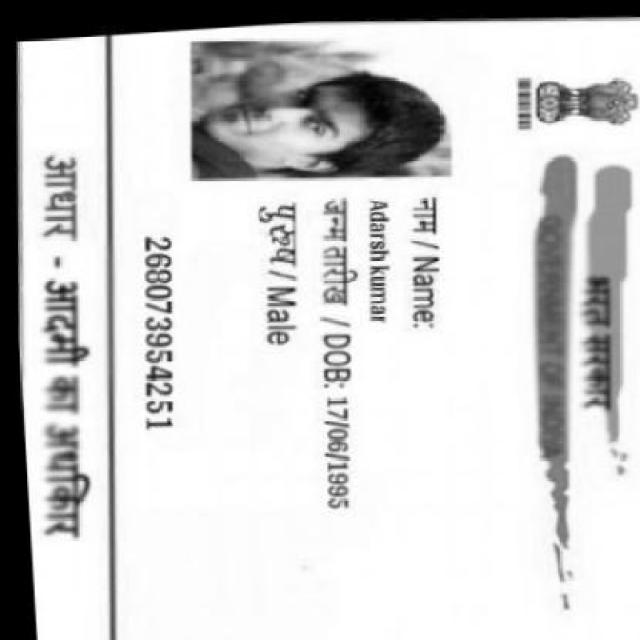 भारत सरकार
GOVERNMENT OF INDIA
नाम / Name:
Adarsh kumar
जन्म तारीख / DOB: 17/06/1995
पुरुष / Male
268073954251
आधार - आदमी का अधिकार